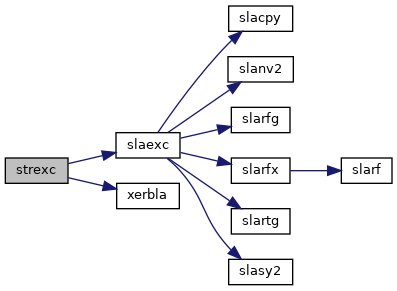 slacpy
slanv2
slarfg
slaexc
strexc
slarfx
slarf
xerbla
slartg
slasy2